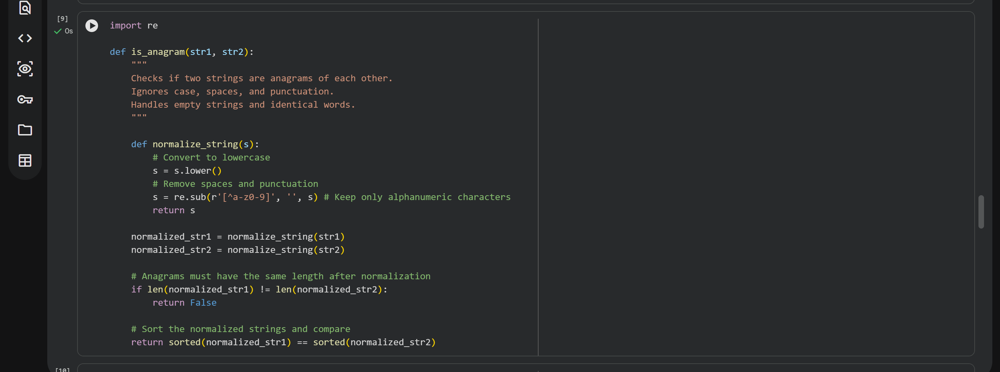 [9]
0s
import re
def is_anagram(str1, str2):
    """
    Checks if two strings are anagrams of each other.
    Ignores case, spaces, and punctuation.
    Handles empty strings and identical words.
    """
    def normalize_string(s):
        # Convert to lowercase
        s = s.lower()
        # Remove spaces and punctuation
        s = re.sub(r'[^a-z0-9]', '', s) # Keep only alphanumeric characters
        return s
    normalized_str1 = normalize_string(str1)
    normalized_str2 = normalize_string(str2)
    # Anagrams must have the same length after normalization
    if len(normalized_str1) != len(normalized_str2):
        return False
    # Sort the normalized strings and compare
    return sorted(normalized_str1) == sorted(normalized_str2)
[10]